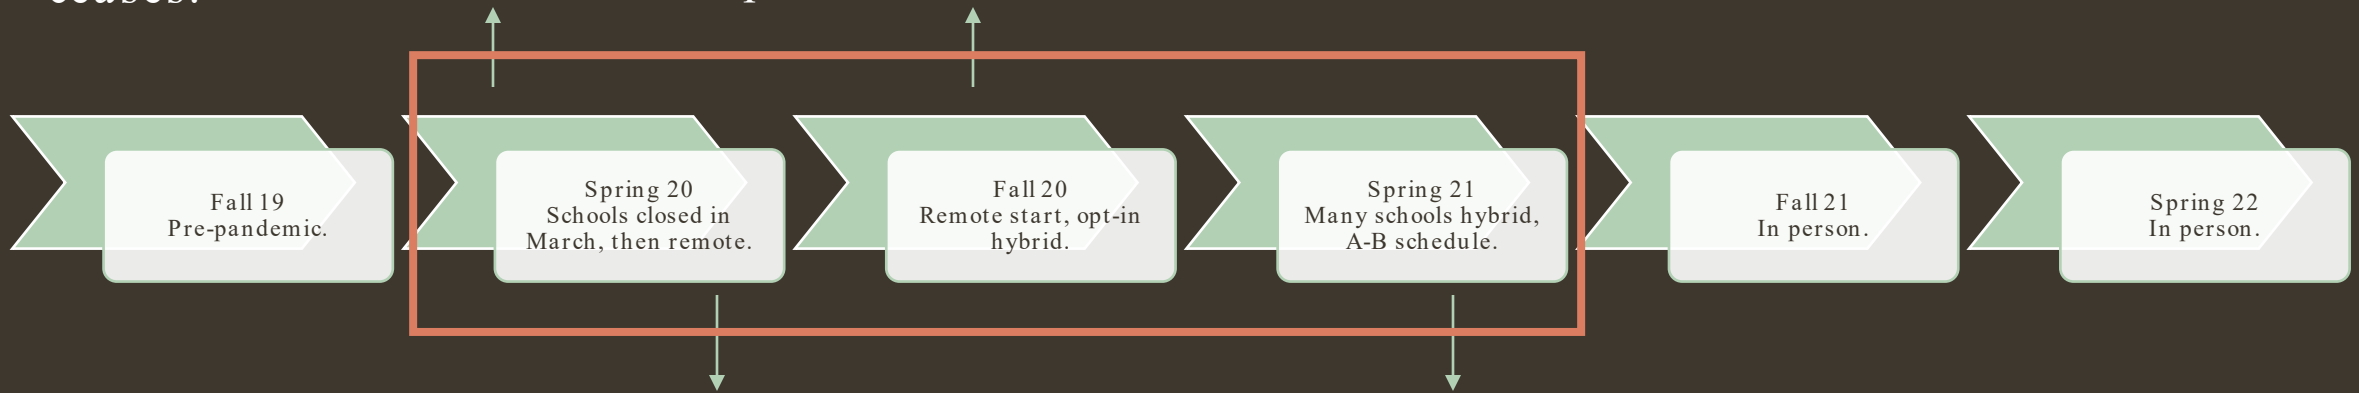 Fall 19
Pre-pandemic.
Spring 20
Schools closed in
March, then remote.
Fall 20
Remote start, opt-in
hybrid.
Spring 21
Many schools hybrid,
A-B schedule.
Fall 21
In person.
Spring 22
In person.